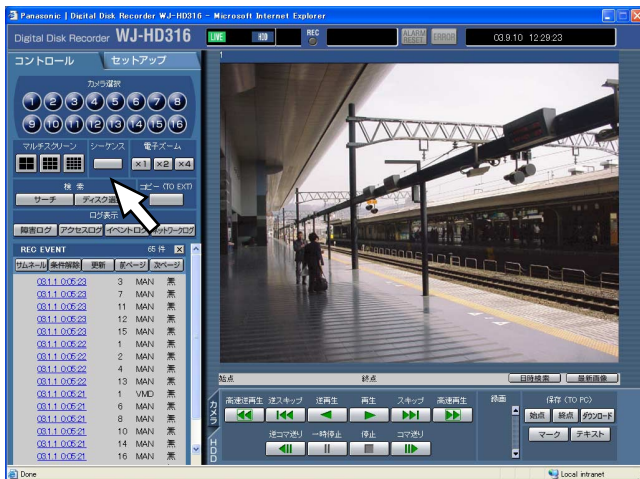 Panasonic | Digital Disk Recorder WJ-HD316 - Microsoft Internet Explorer
Digital Disk Recorder WJ-HD316
LIVE HDD REC ALARM RESET ERROR 03.9.10 12:29:23
コントロール セットアップ
1
カメラ選択
1 2 3 4 5 6 7 8
9 10 11 12 13 14 15 16
マルチスクリーン シーケンス 電子ズーム
×1 ×2 ×4
検 索 コピー (TO EXT)
サーチ ディスク選
ログ表示
障害ログ アクセスログ イベントログ ネットワークログ
REC EVENT 65 件
サムネール 条件解除 更新 前ページ 次ページ
03.1.1 0:05:23 3 MAN 無
03.1.1 0:05:23 7 MAN 無
03.1.1 0:05:23 11 MAN 無
03.1.1 0:05:23 12 MAN 無
03.1.1 0:05:23 15 MAN 無
03.1.1 0:05:22 1 MAN 無
03.1.1 0:05:22 2 MAN 無
03.1.1 0:05:22 4 MAN 無
03.1.1 0:05:22 13 MAN 無
03.1.1 0:05:21 1 VMD 無
03.1.1 0:05:21 6 MAN 無
03.1.1 0:05:21 8 MAN 無
03.1.1 0:05:21 10 MAN 無
03.1.1 0:05:21 14 MAN 無
03.1.1 0:05:21 16 MAN 無
始点 終点 日時検索 最新画像
カメラ
HDD
高速逆再生 逆スキップ 逆再生 再生 スキップ 高速再生 録画 保存 (TO PC)
始点 終点 ダウンロード
逆コマ送り 一時停止 停止 コマ送り
マーク テキスト
Done Local intranet